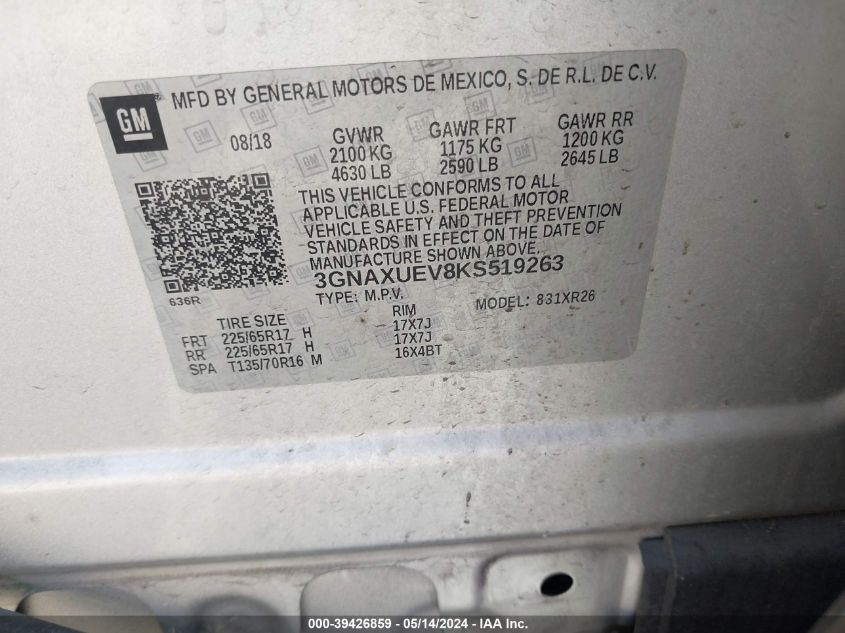 GM
MFD BY GENERAL MOTORS DE MEXICO, S. DE R.L. DE C.V.
08/18 GVWR GAWR FRT GAWR RR
2100 KG 1175 KG 1200 KG
4630 LB 2590 LB 2645 LB
THIS VEHICLE CONFORMS TO ALL
APPLICABLE U.S. FEDERAL MOTOR
VEHICLE SAFETY AND THEFT PREVENTION
STANDARDS IN EFFECT ON THE DATE OF
MANUFACTURE SHOWN ABOVE.
3GNAXUEV8KS519263
636R
TYPE: M.P.V. MODEL: 831XR26
TIRE SIZE RIM
FRT 225/65R17 H 17X7J
RR 225/65R17 H 17X7J
SPA T135/70R16 M 16X4BT
000-39426859 - 05/14/2024 - IAAI.com